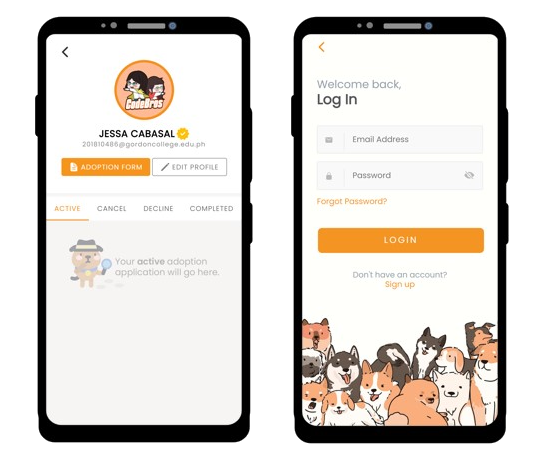 CodeBros
JESSA CABASAL
201810486@gordoncollege.edu.ph
ADOPTION FORM
EDIT PROFILE
ACTIVE CANCEL DECLINE COMPLETED
Your active adoption
application will go here.
Welcome back,
Log In
Email Address
Password
Forgot Password?
LOGIN
Don't have an account?
Sign up